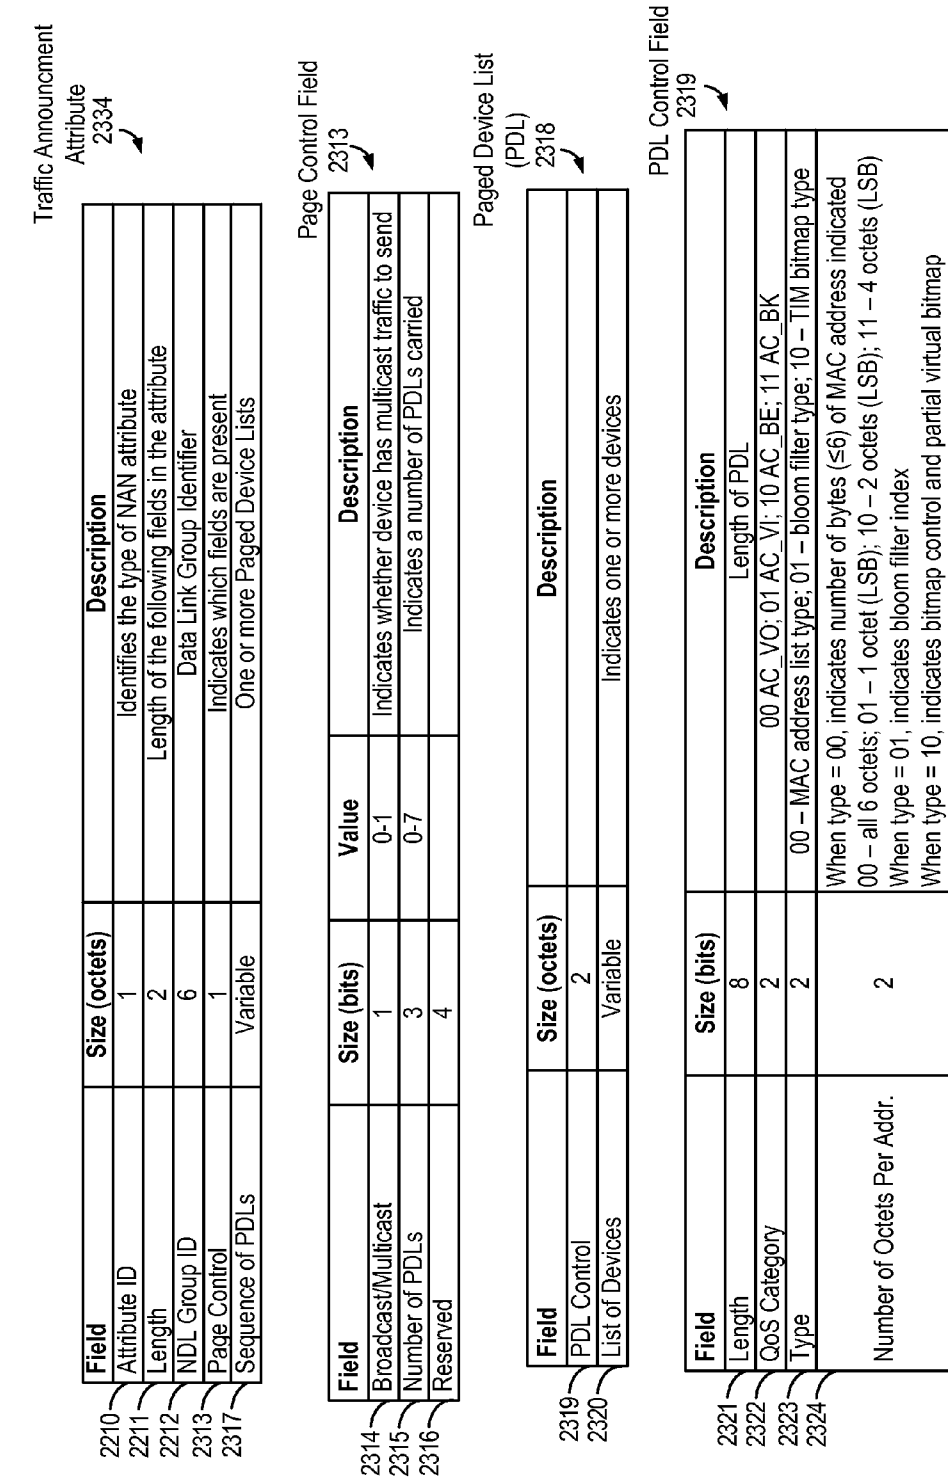 Traffic Announcment
Attribute
2334
Field Size (octets) Description
2210 Attribute ID 1 Identifies the type of NAN attribute
2211 Length 2 Length of the following fields in the attribute
2212 NDL Group ID 6 Data Link Group Identifier
2313 Page Control 1 Indicates which fields are present
2317 Sequence of PDLs Variable One or more Paged Device Lists
Page Control Field
2313
Field Size (bits) Value Description
2314 Broadcast/Multicast 1 0-1 Indicates whether device has multicast traffic to send
2315 Number of PDLs 3 0-7 Indicates a number of PDLs carried
2316 Reserved 4
Paged Device List
(PDL)
2318
Field Size (octets) Description
2319 PDL Control 2
2320 List of Devices Variable Indicates one or more devices
PDL Control Field
2319
Field Size (bits) Description
2321 Length 8 Length of PDL
2322 QoS Category 2 00 AC_VO; 01 AC_VI; 10 AC_BE; 11 AC_BK
2323 Type 2 00 – MAC address list type; 01 – bloom filter type; 10 – TIM bitmap type
2324 Number of Octets Per Addr. 2 When type = 00, indicates number of bytes (≤6) of MAC address indicated
00 – all 6 octets; 01 – 1 octet (LSB); 10 – 2 octets (LSB); 11 – 4 octets (LSB)
When type = 01, indicates bloom filter index
When type = 10, indicates bitmap control and partial virtual bitmap